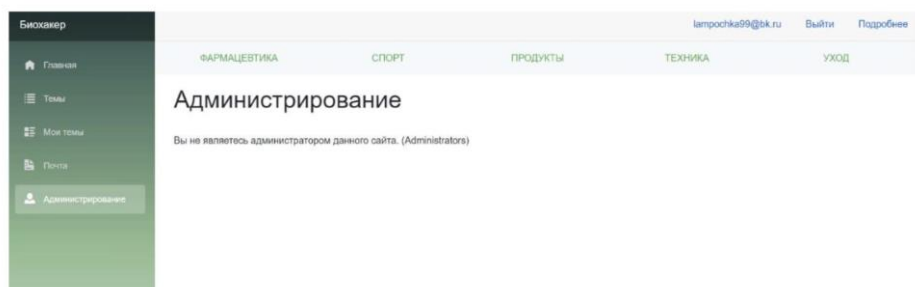 Биохакер
lampochka99@bk.ru Выйти Подробнее
ФАРМАЦЕВТИКА СПОРТ ПРОДУКТЫ ТЕХНИКА УХОД
Главная
Темы
Мои темы
Почта
Администрирование
Администрирование
Вы не являетесь администратором данного сайта. (Administrators)